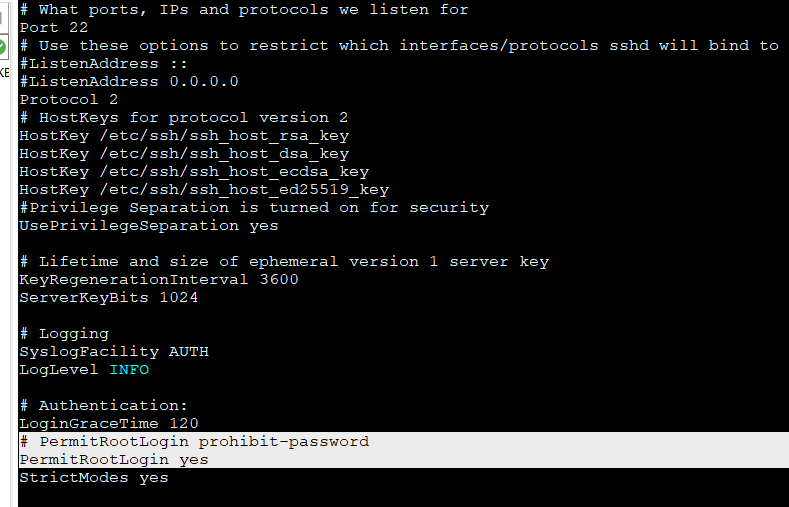 # What ports, IPs and protocols we listen for
Port 22
# Use these options to restrict which interfaces/protocols sshd will bind to
#ListenAddress ::
#ListenAddress 0.0.0.0
Protocol 2
# HostKeys for protocol version 2
HostKey /etc/ssh/ssh_host_rsa_key
HostKey /etc/ssh/ssh_host_dsa_key
HostKey /etc/ssh/ssh_host_ecdsa_key
HostKey /etc/ssh/ssh_host_ed25519_key
#Privilege Separation is turned on for security
UsePrivilegeSeparation yes

# Lifetime and size of ephemeral version 1 server key
KeyRegenerationInterval 3600
ServerKeyBits 1024

# Logging
SyslogFacility AUTH
LogLevel INFO

# Authentication:
LoginGraceTime 120
# PermitRootLogin prohibit-password
PermitRootLogin yes
StrictModes yes